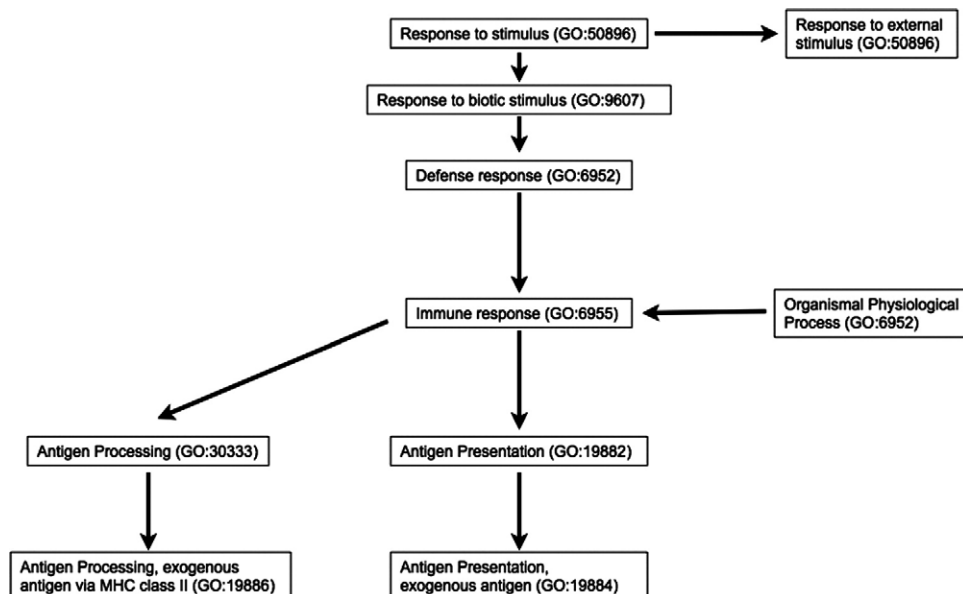 Response to stimulus (GO:50896)
Response to external
stimulus (GO:50896)
Response to biotic stimulus (GO:9607)
Defense response (GO:6952)
Immune response (GO:6955)
Organismal Physiological
Process (GO:6952)
Antigen Processing (GO:30333)
Antigen Presentation (GO:19882)
Antigen Processing, exogenous
antigen via MHC class II (GO:19886)
Antigen Presentation,
exogenous antigen (GO:19884)